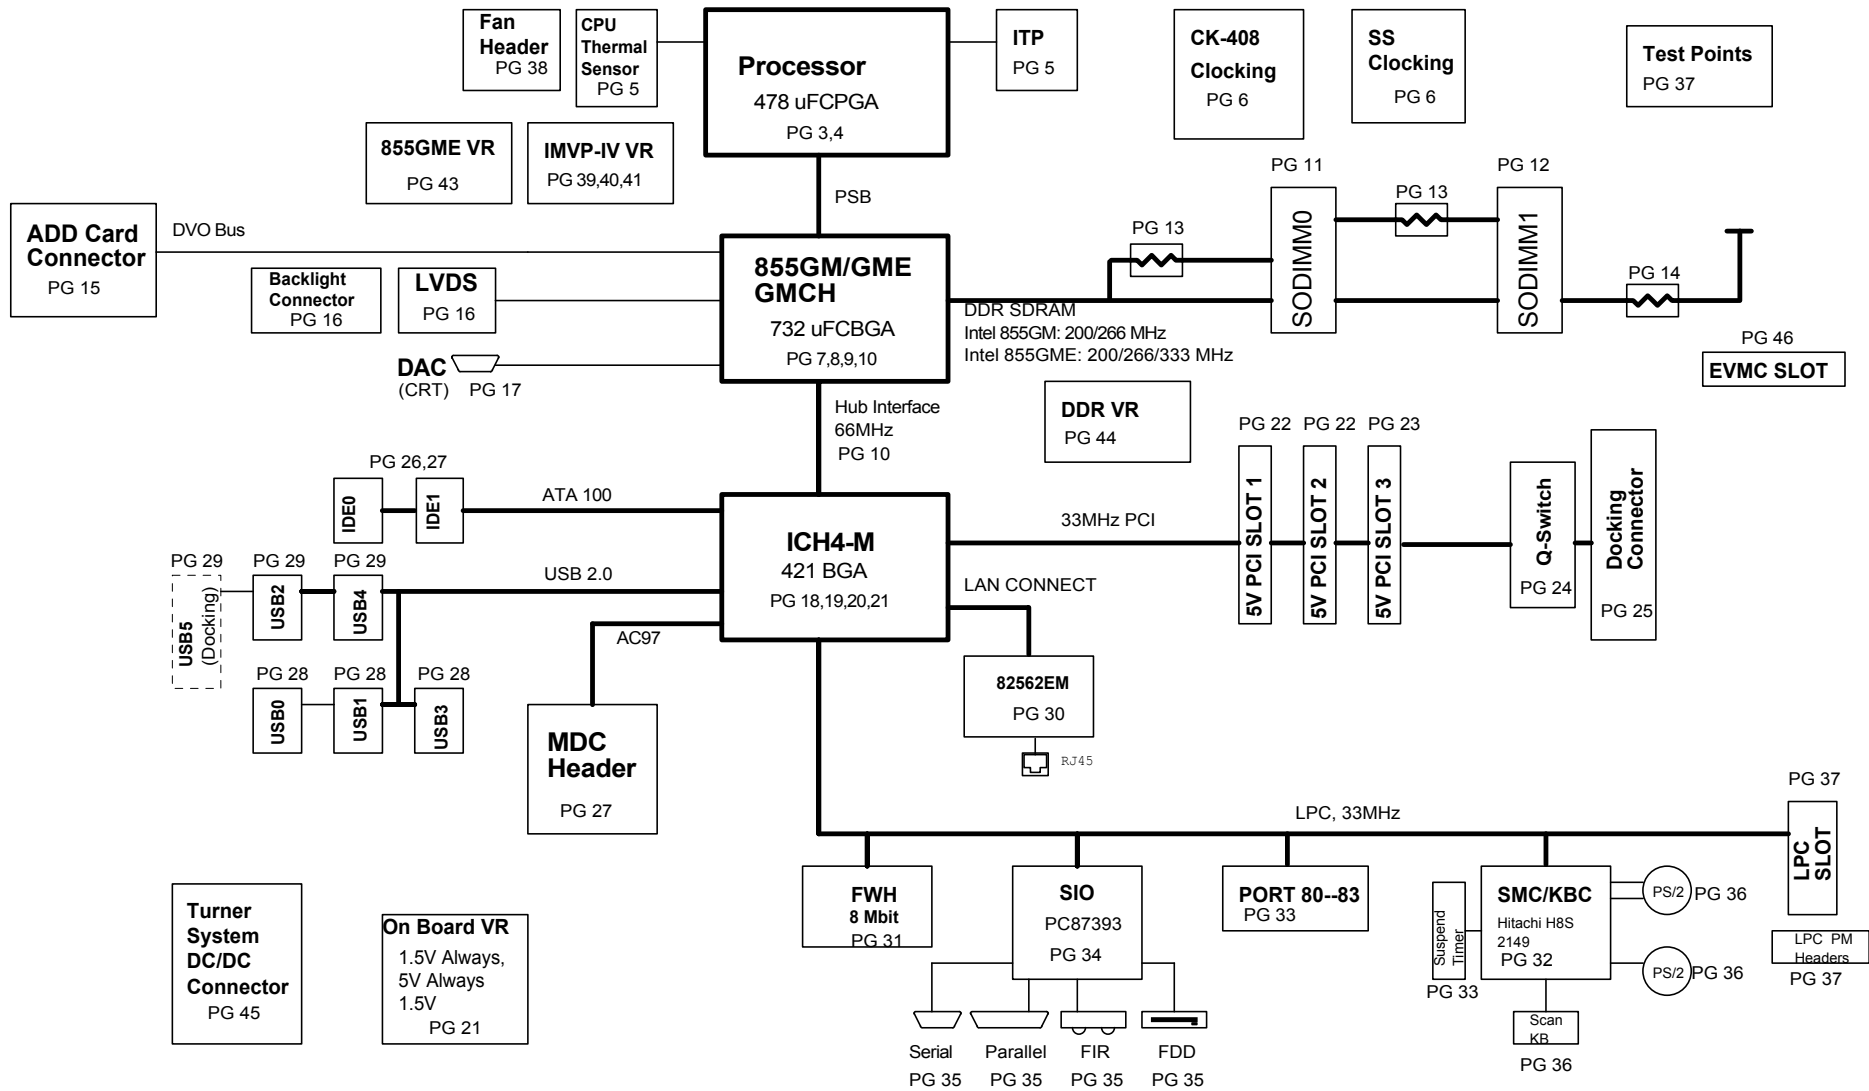 Fan
Header
PG 38
CPU
Thermal
Sensor
PG 5
Processor
478 uFCPGA
PG 3,4
ITP
PG 5
CK-408
Clocking
PG 6
SS
Clocking
PG 6
Test Points
PG 37
855GME VR
PG 43
IMVP-IV VR
PG 39,40,41
PSB
ADD Card
Connector
PG 15
DVO Bus
Backlight
Connector
PG 16
LVDS
PG 16
DAC
(CRT)
PG 17
855GM/GME
GMCH
732 uFCBGA
PG 7,8,9,10
PG 13
PG 11
SODIMM0
PG 13
PG 12
SODIMM1
PG 14
DDR SDRAM
Intel 855GM: 200/266 MHz
Intel 855GME: 200/266/333 MHz
PG 46
EVMC SLOT
Hub Interface
66MHz
PG 10
DDR VR
PG 44
PG 26,27
IDE0
IDE1
ATA 100
ICH4-M
421 BGA
PG 18,19,20,21
33MHz PCI
PG 22
5V PCI SLOT 1
PG 22
5V PCI SLOT 2
PG 23
5V PCI SLOT 3
Q-Switch
PG 24
Docking
Connector
PG 25
PG 29
USB5
(Docking)
PG 29
USB2
PG 29
USB4
USB 2.0
AC97
PG 28
USB0
PG 28
USB1
PG 28
USB3
MDC
Header
PG 27
LAN CONNECT
82562EM
PG 30
RJ45
LPC, 33MHz
PG 37
LPC
SLOT
Turner
System
DC/DC
Connector
PG 45
On Board VR
1.5V Always,
5V Always
1.5V
PG 21
FWH
8 Mbit
PG 31
SIO
PC87393
PG 34
PORT 80--83
PG 33
Suspend
Timer
PG 33
SMC/KBC
Hitachi H8S
2149
PG 32
PS/2
PG 36
PS/2
PG 36
LPC PM
Headers
PG 37
Scan
KB
PG 36
Serial
PG 35
Parallel
PG 35
FIR
PG 35
FDD
PG 35